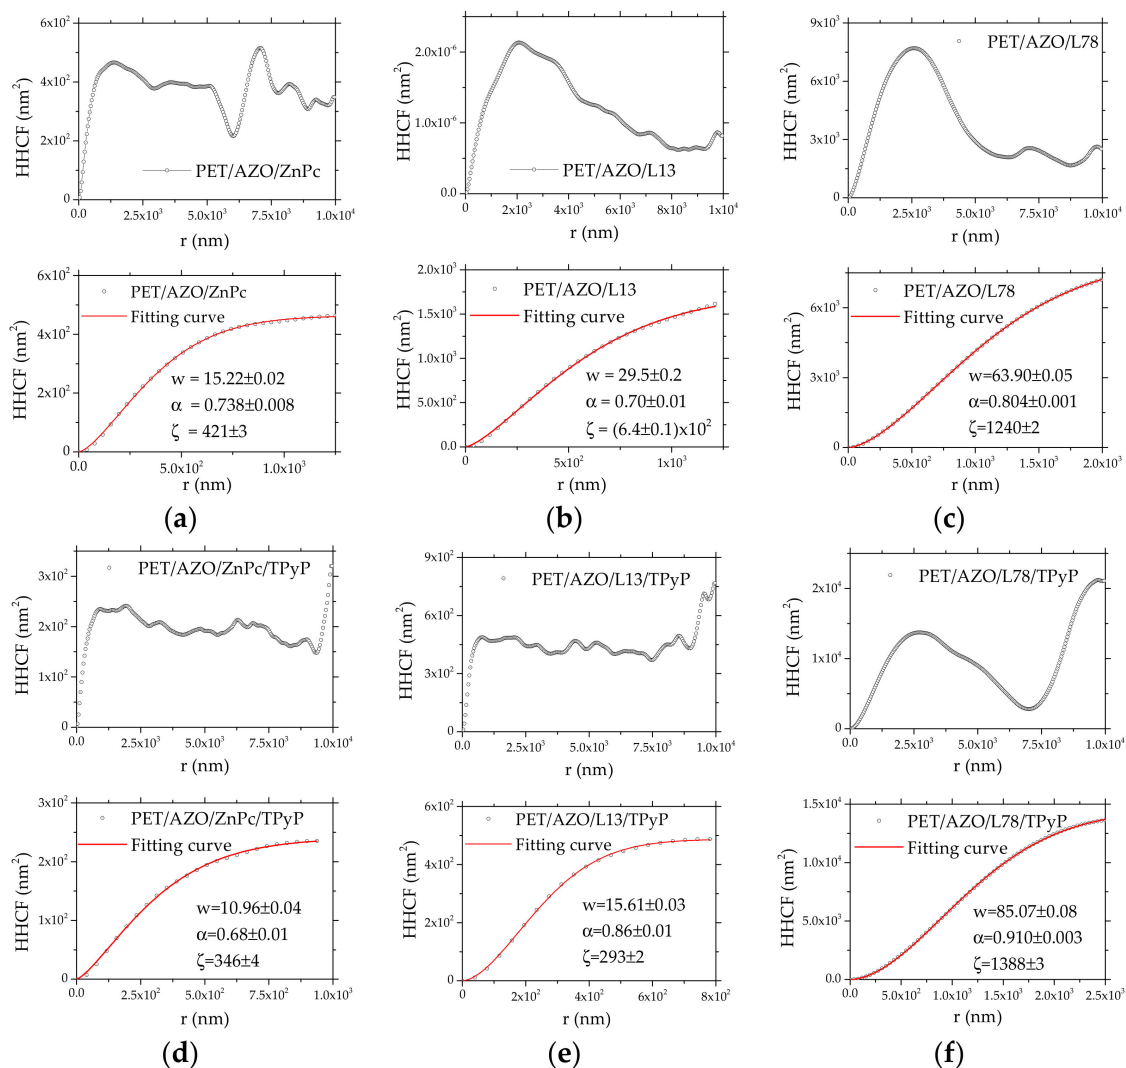 6x10²
4x10²
2x10²
0
HHCF (nm²)
PET/AZO/ZnPc
0.0 2.5x10³ 5.0x10³ 7.5x10³ 1.0x10⁴
r (nm)
2.0x10⁻⁶
1.0x10⁻⁶
0.0
HHCF (nm²)
PET/AZO/L13
0 2x10³ 4x10³ 6x10³ 8x10³ 1x10⁴
r (nm)
9x10³
6x10³
3x10³
0
HHCF (nm²)
PET/AZO/L78
0.0 2.5x10³ 5.0x10³ 7.5x10³ 1.0x10⁴
r (nm)
6x10²
4x10²
2x10²
0
HHCF (nm²)
PET/AZO/ZnPc
Fitting curve
w = 15.22±0.02
α = 0.738±0.008
ζ = 421±3
0.0 5.0x10² 1.0x10³
r (nm)
(a)
2.0x10³
1.5x10³
1.0x10³
5.0x10²
0.0
HHCF (nm²)
PET/AZO/L13
Fitting curve
w = 29.5±0.2
α = 0.70±0.01
ζ = (6.4±0.1)x10²
0 5x10² 1x10³
r (nm)
(b)
6x10³
3x10³
0
HHCF (nm²)
PET/AZO/L78
Fitting curve
w=63.90±0.05
α=0.804±0.001
ζ=1240±2
0.0 5.0x10² 1.0x10³ 1.5x10³ 2.0x10³
r (nm)
(c)
3x10²
2x10²
1x10²
0
HHCF (nm²)
PET/AZO/ZnPc/TPyP
0.0 2.5x10³ 5.0x10³ 7.5x10³ 1.0x10⁴
r (nm)
9x10²
6x10²
3x10²
0
HHCF (nm²)
PET/AZO/L13/TPyP
0.0 2.5x10³ 5.0x10³ 7.5x10³ 1.0x10⁴
r (nm)
2x10⁴
1x10⁴
0
HHCF (nm²)
PET/AZO/L78/TPyP
0.0 2.5x10³ 5.0x10³ 7.5x10³ 1.0x10⁴
r (nm)
3x10²
2x10²
1x10²
0
HHCF (nm²)
PET/AZO/ZnPc/TPyP
Fitting curve
w=10.96±0.04
α=0.68±0.01
ζ=346±4
0.0 2.5x10² 5.0x10² 7.5x10² 1.0x10³
r (nm)
(d)
6x10²
4x10²
2x10²
0
HHCF (nm²)
PET/AZO/L13/TPyP
Fitting curve
w=15.61±0.03
α=0.86±0.01
ζ=293±2
0 2x10² 4x10² 6x10² 8x10²
r (nm)
(e)
1.5x10⁴
1.0x10⁴
5.0x10³
0.0
HHCF (nm²)
PET/AZO/L78/TPyP
Fitting curve
w=85.07±0.08
α=0.910±0.003
ζ=1388±3
0.0 5.0x10² 1.0x10³ 1.5x10³ 2.0x10³ 2.5x10³
r (nm)
(f)